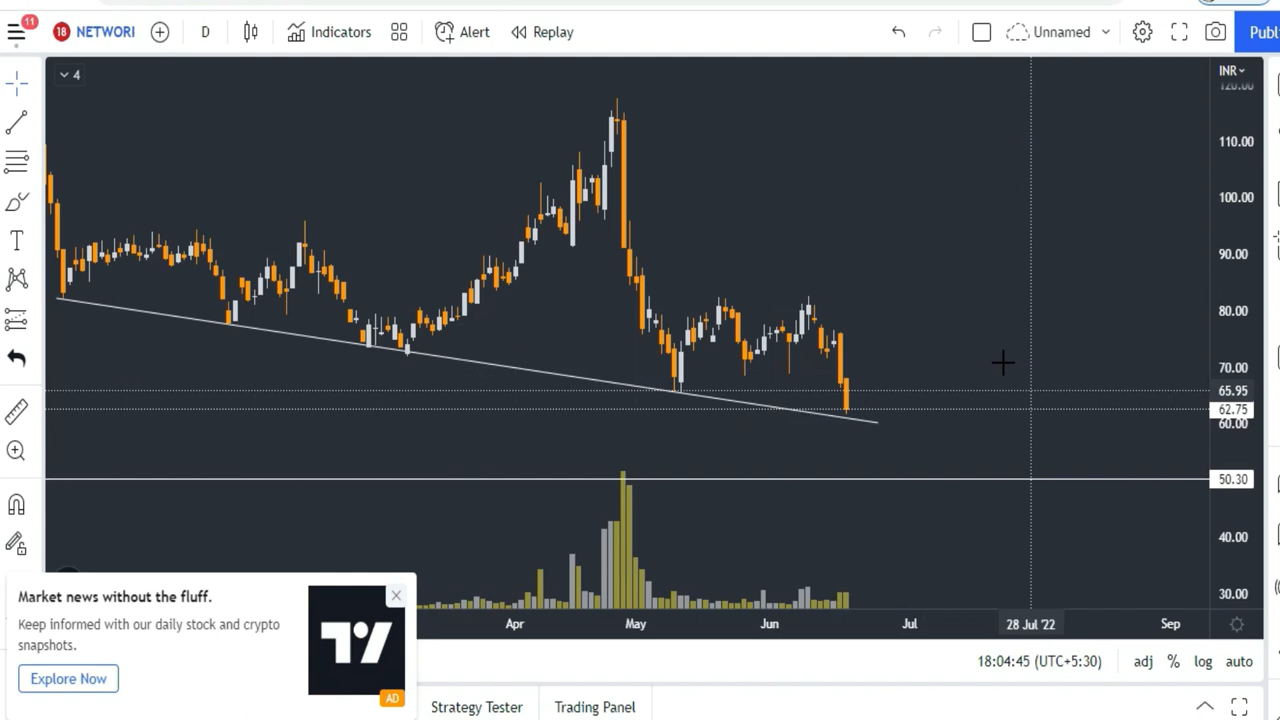 11
18 NETWORI D Indicators Alert Replay Unnamed Publ
4
INR
120.00
110.00
100.00
90.00
80.00
70.00
65.95
62.75
60.00
50.30
40.00
30.00
Apr May Jun Jul 28 Jul '22 Sep
Market news without the fluff.
Keep informed with our daily stock and crypto
snapshots.
Explore Now
AD
18:04:45 (UTC+5:30) adj % log auto
Strategy Tester Trading Panel